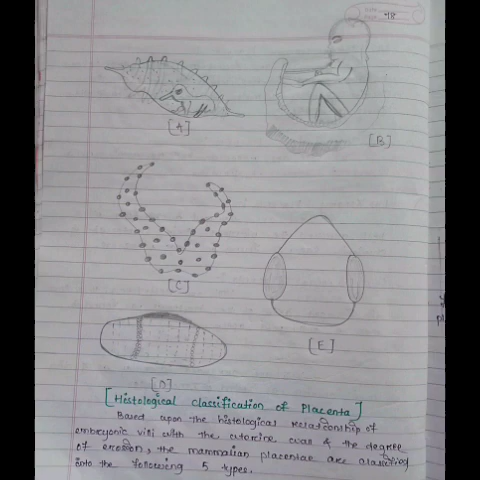 48
[A]
[B]
[C]
[E]
[D]
[Histological classification of Placenta]
Based upon the histological relationship of
embryonic villi with the uterine wall & the degree
of erosion, the mammalian placentae are classified
into the following 5 types.